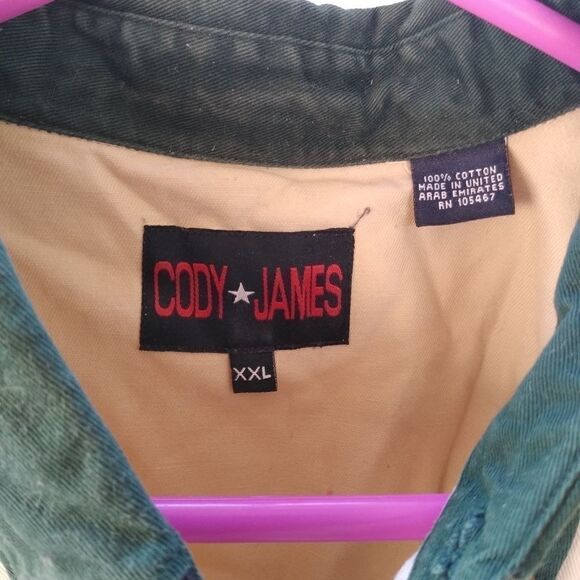 100% COTTON
MADE IN UNITED
ARAB EMIRATES
RN 105467
CODY★JAMES
XXL